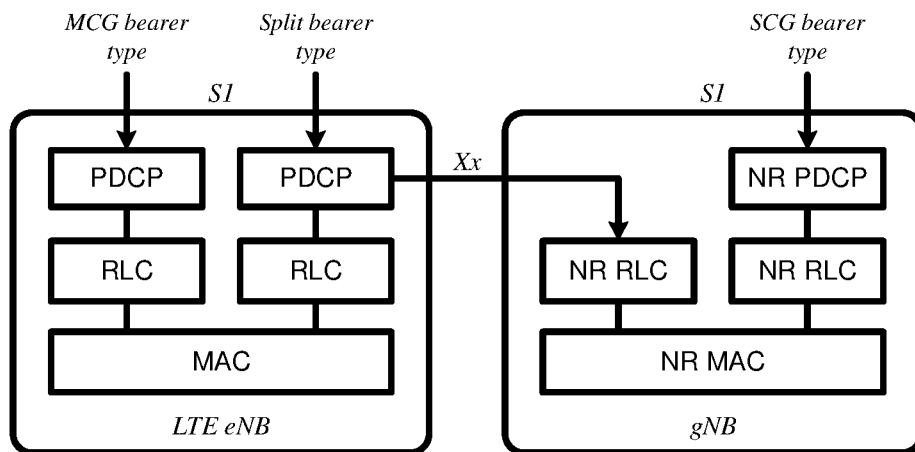 MCG bearer type
Split bearer type
SCG bearer type
S1
S1
PDCP
PDCP
Xx
NR PDCP
RLC
RLC
NR RLC
NR RLC
MAC
NR MAC
LTE eNB
gNB